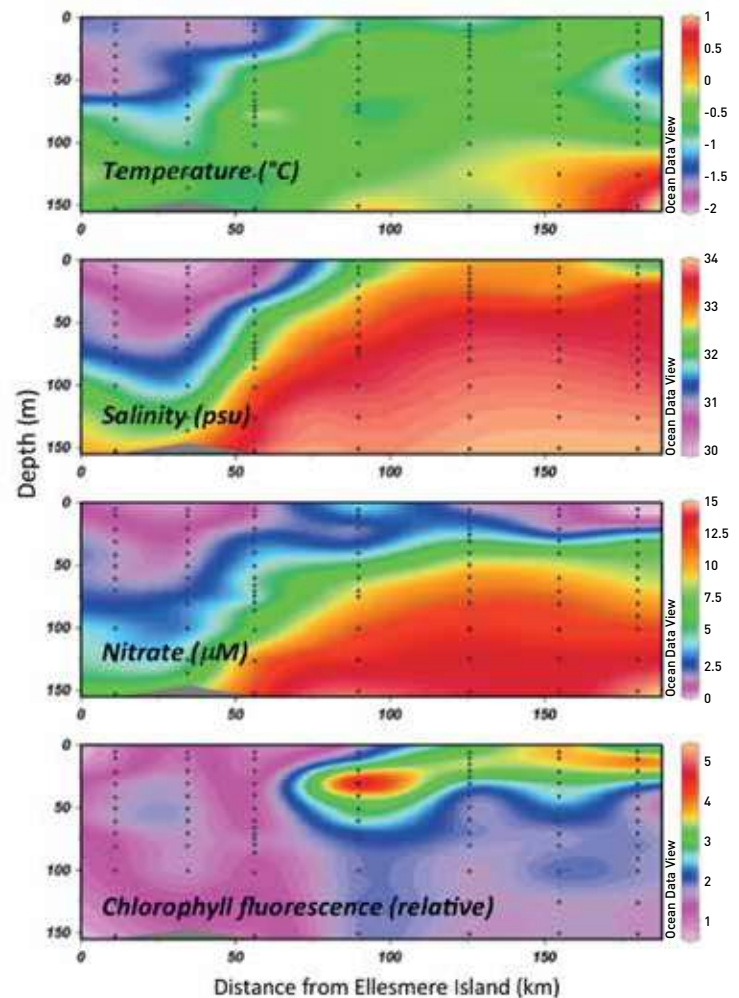 0
50
100
150
Temperature (°C)
0 50 100 150
1
0.5
0
-0.5
-1
-1.5
-2
Ocean Data View
0
50
100
150
Salinity (psu)
0 50 100 150
34
33
32
31
30
Ocean Data View
Depth (m)
0
50
100
150
Nitrate (µM)
0 50 100 150
15
12.5
10
7.5
5
2.5
0
Ocean Data View
0
50
100
150
Chlorophyll fluorescence (relative)
0 50 100 150
5
4
3
2
1
Ocean Data View
Distance from Ellesmere Island (km)